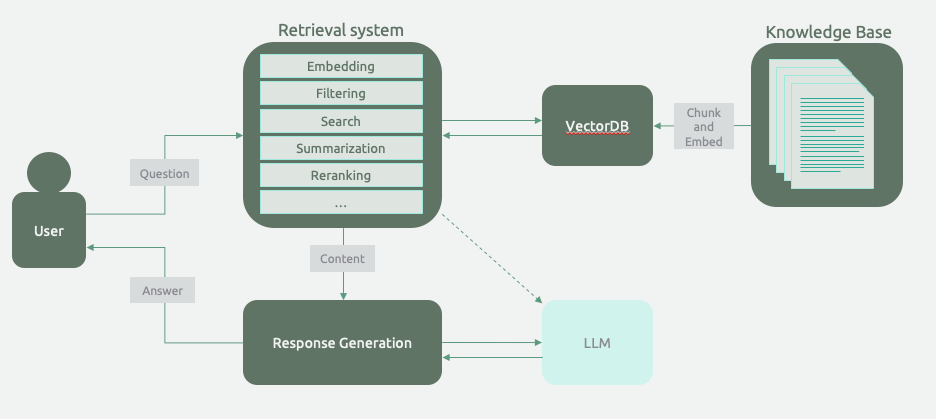 Retrieval system
Knowledge Base
Embedding
Filtering
Search
Summarization
Reranking
...
VectorDB
Chunk
and
Embed
Question
User
Content
Answer
Response Generation
LLM